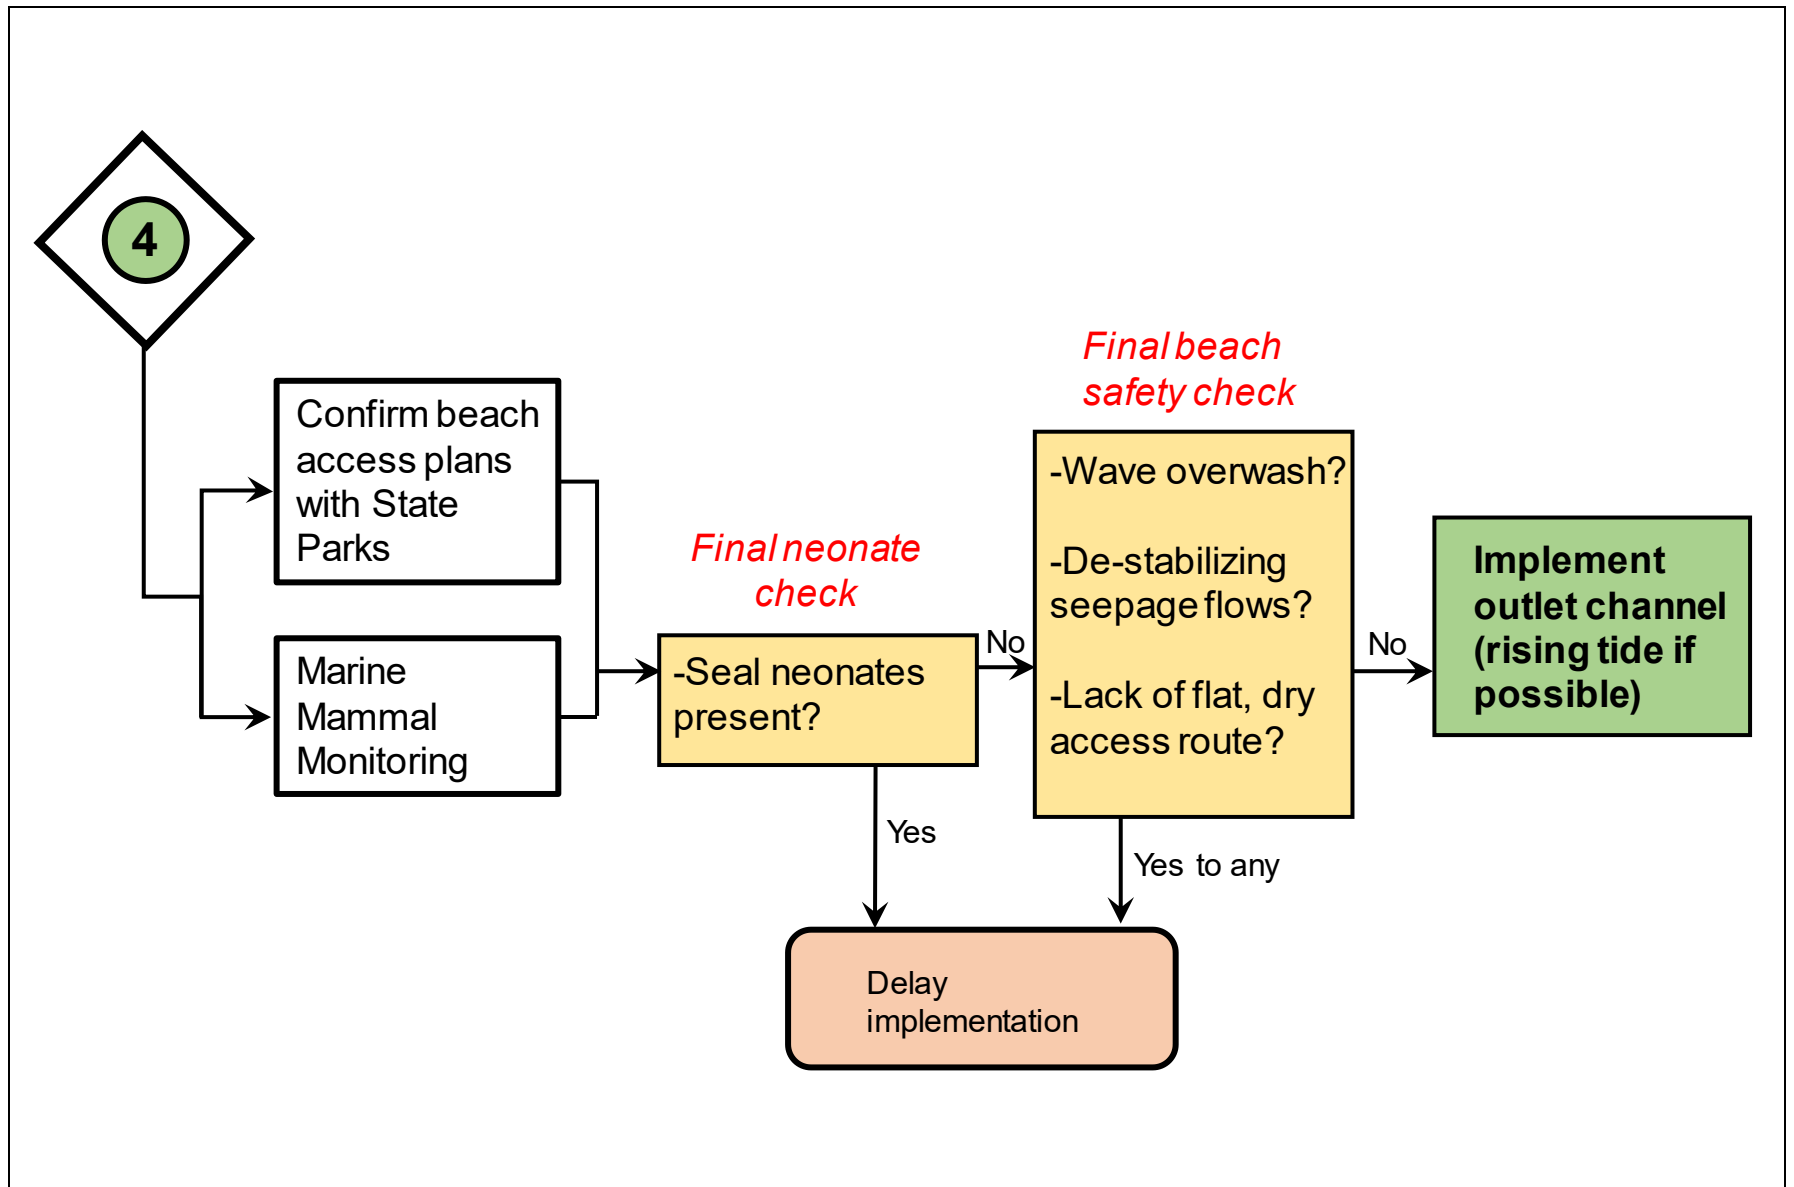 4
Confirm beach
access plans
with State
Parks
Marine
Mammal
Monitoring
Final neonate
check
-Seal neonates
present?
No
Yes
Final beach
safety check
-Wave overwash?
-De-stabilizing
seepage flows?
-Lack of flat, dry
access route?
No
Yes to any
Implement
outlet channel
(rising tide if
possible)
Delay
implementation